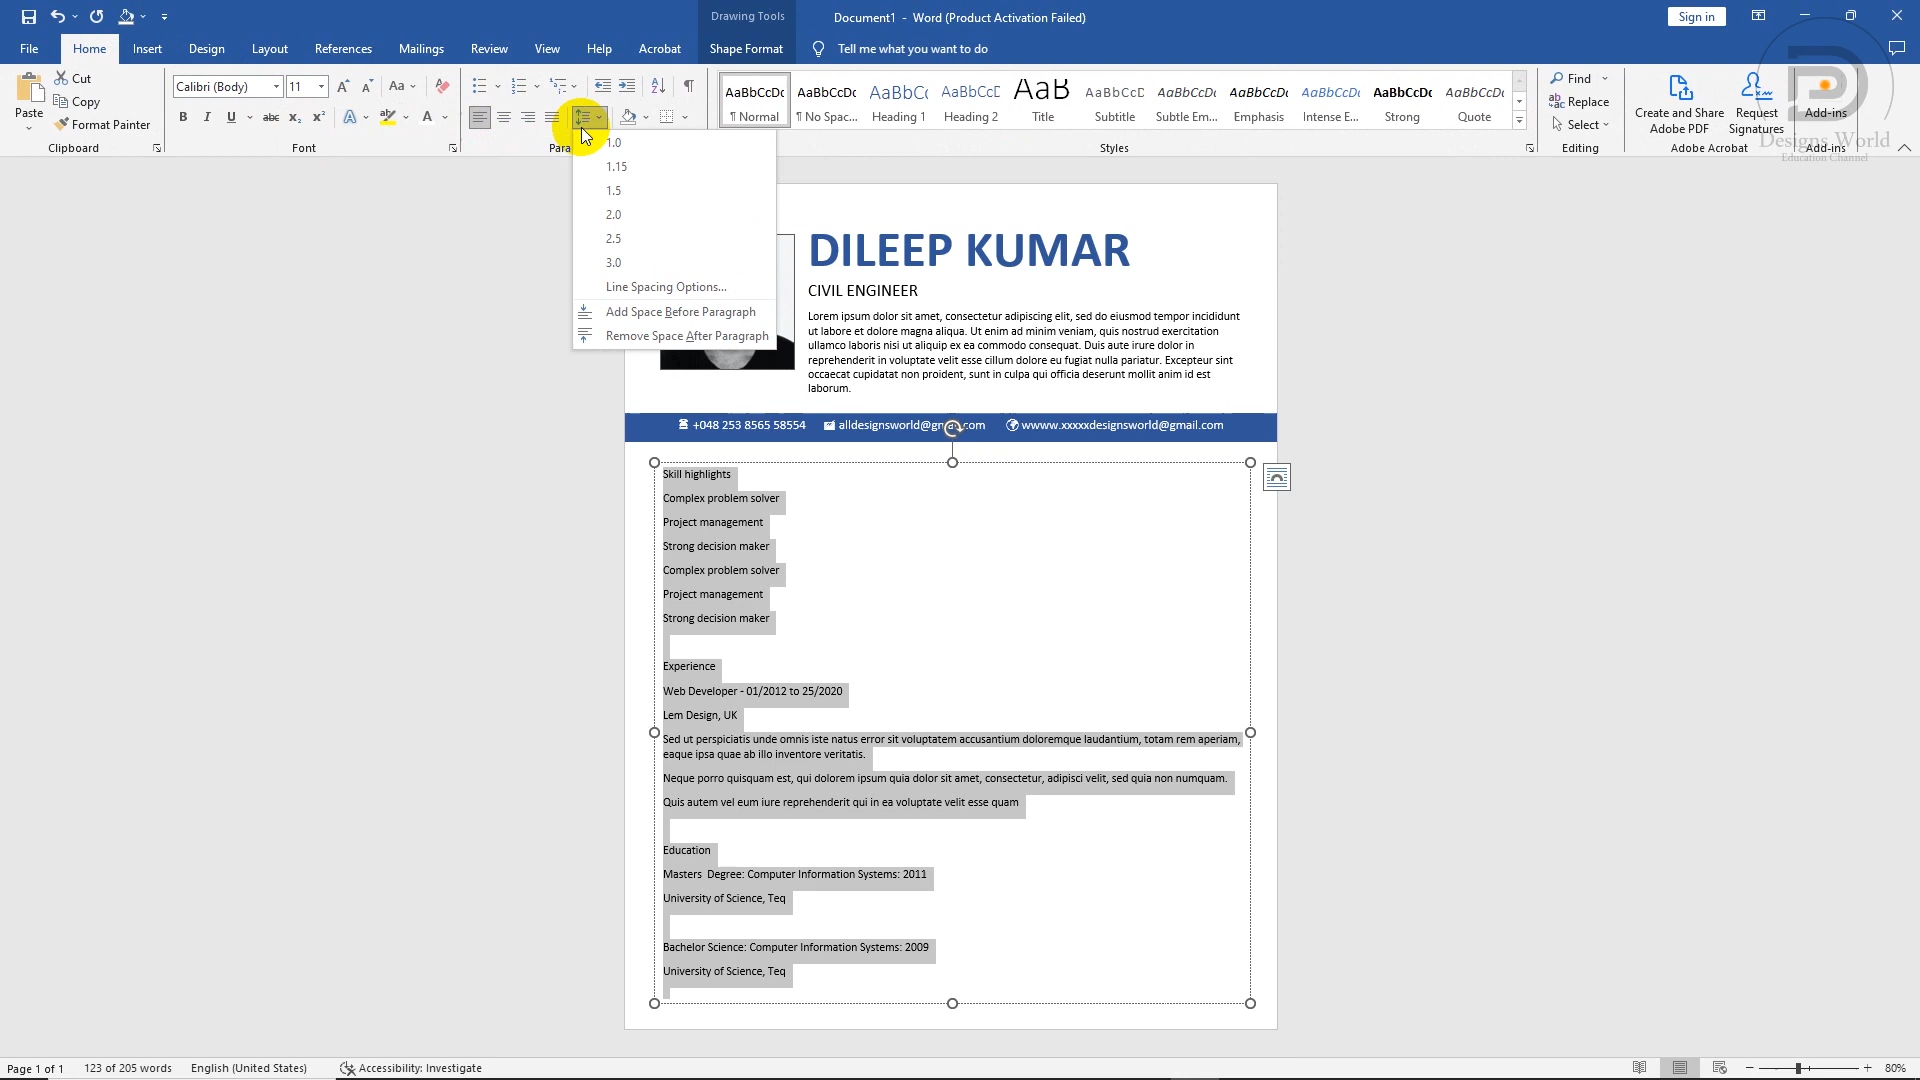 Drawing Tools
Document1 - Word (Product Activation Failed)
Sign in
File
Home
Insert
Design
Layout
References
Mailings
Review
View
Help
Acrobat
Shape Format
Tell me what you want to do
Paste
Cut
Copy
Format Painter
Clipboard
Calibri (Body)
11
Font
AaBbCcDc
¶ Normal
AaBbCcDc
¶ No Spac...
AaBbCc
Heading 1
AaBbCcD
Heading 2
AaB
Title
AaBbCcD
Subtitle
AaBbCcDc
Subtle Em...
AaBbCcDc
Emphasis
AaBbCcDc
Intense E...
AaBbCcDc
Strong
AaBbCcDc
Quote
Styles
Find
Replace
Select
Editing
Create and Share
Adobe PDF
Request
Signatures
Adobe Acrobat
Add-ins
Add-ins
Designs World
Education Channel
1.0
1.15
1.5
2.0
2.5
3.0
Line Spacing Options...
Add Space Before Paragraph
Remove Space After Paragraph
DILEEP KUMAR
CIVIL ENGINEER
Lorem ipsum dolor sit amet, consectetur adipiscing elit, sed do eiusmod tempor incididunt
ut labore et dolore magna aliqua. Ut enim ad minim veniam, quis nostrud exercitation
ullamco laboris nisi ut aliquip ex ea commodo consequat. Duis aute irure dolor in
reprehenderit in voluptate velit esse cillum dolore eu fugiat nulla pariatur. Excepteur sint
occaecat cupidatat non proident, sunt in culpa qui officia deserunt mollit anim id est
laborum.
+048 253 8565 58554
alldesignsworld@gmail.com
wwww.xxxxxdesignsworld@gmail.com
Skill highlights
Complex problem solver
Project management
Strong decision maker
Complex problem solver
Project management
Strong decision maker
Experience
Web Developer - 01/2012 to 25/2020
Lem Design, UK
Sed ut perspiciatis unde omnis iste natus error sit voluptatem accusantium doloremque laudantium, totam rem aperiam,
eaque ipsa quae ab illo inventore veritatis.
Neque porro quisquam est, qui dolorem ipsum quia dolor sit amet, consectetur, adipisci velit, sed quia non numquam.
Quis autem vel eum iure reprehenderit qui in ea voluptate velit esse quam
Education
Masters  Degree: Computer Information Systems: 2011
University of Science, Teq
Bachelor Science: Computer Information Systems: 2009
University of Science, Teq
Page 1 of 1
123 of 205 words
English (United States)
Accessibility: Investigate
80%